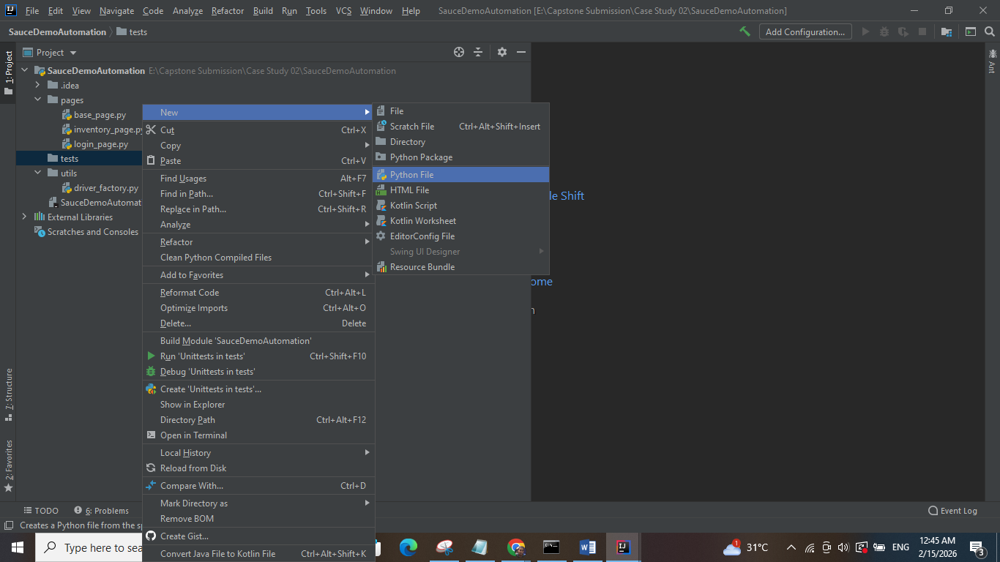 File Edit View Navigate Code Analyze Refactor Build Run Tools VCS Window Help SauceDemoAutomation [E:\Capstone Submission\Case Study 02\SauceDemoAutomation]
SauceDemoAutomation tests Add Configuration...
1: Project
Project
SauceDemoAutomation E:\Capstone Submission\Case Study 02\SauceDemoAutomation
.idea
pages
base_page.py
inventory_page.py
login_page.py
tests
utils
driver_factory.py
SauceDemoAutomat
External Libraries
Scratches and Consoles
New
Cut Ctrl+X
Copy
Paste Ctrl+V
Find Usages Alt+F7
Find in Path... Ctrl+Shift+F
Replace in Path... Ctrl+Shift+R
Analyze
Refactor
Clean Python Compiled Files
Add to Favorites
Reformat Code Ctrl+Alt+L
Optimize Imports Ctrl+Alt+O
Delete... Delete
Build Module 'SauceDemoAutomation'
Run 'Unittests in tests' Ctrl+Shift+F10
Debug 'Unittests in tests'
Create 'Unittests in tests'...
Show in Explorer
Directory Path Ctrl+Alt+F12
Open in Terminal
Local History
Reload from Disk
Compare With... Ctrl+D
Mark Directory as
Remove BOM
Create Gist...
Convert Java File to Kotlin File Ctrl+Alt+Shift+K
File
Scratch File Ctrl+Alt+Shift+Insert
Directory
Python Package
Python File
HTML File
Kotlin Script
Kotlin Worksheet
EditorConfig File
Swing UI Designer
Resource Bundle
le Shift
ome
n
Ant
7: Structure
2: Favorites
TODO 6: Problems Event Log
Creates a Python file from the sp
Type here to sea
1 31°C ENG 12:45 AM
2/15/2026
3